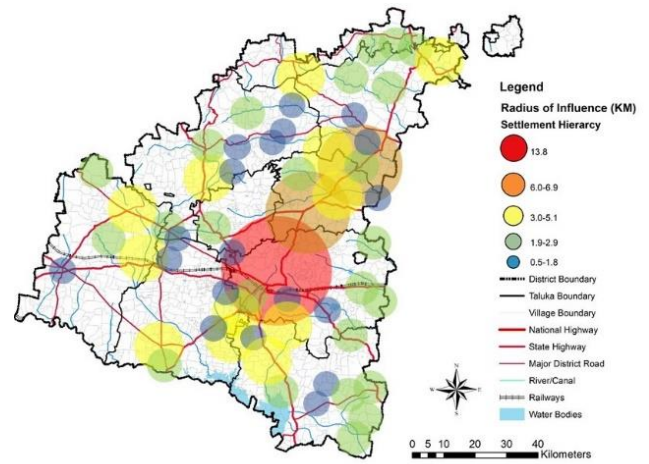 Legend
Radius of Influence (KM)
Settlement Hierarcy
13.8
6.0-6.9
3.0-5.1
1.9-2.9
0.5-1.8
District Boundary
Taluka Boundary
Village Boundary
National Highway
State Highway
Major District Road
River/Canal
Railways
Water Bodies
N
W E
S
0 5 10 20 30 40
Kilometers